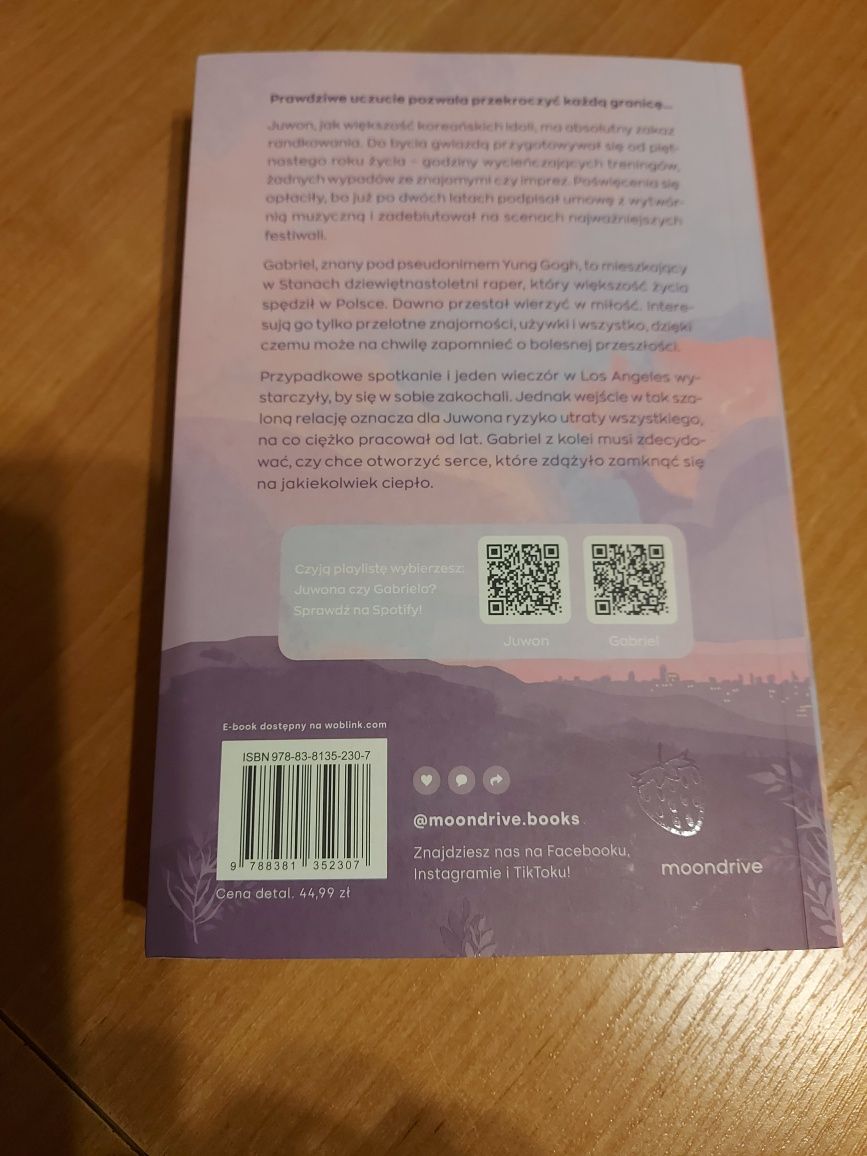 Prawdziwe uczucie pozwala przekroczyć każdą granicę...
Juwon, jak większość koreańskich idoli, ma absolutny zakaz
randkowania. Do bycia gwiazdą przygotowywał się od pięt-
nastego roku życia - godziny wycieńczających treningów,
żadnych wypadów ze znajomymi czy imprez. Poświęcenia się
opłaciły, bo już po dwóch latach podpisał umowę z wytwór-
nią muzyczną i zadebiutował na scenach najważniejszych
festiwali.
Gabriel, znany pod pseudonimem Yung Gogh, to mieszkający
w Stanach dziewiętnastoletni raper, który większość życia
spędził w Polsce. Dawno przestał wierzyć w miłość. Intere-
sują go tylko przelotne znajomości, używki i wszystko, dzięki
czemu może na chwilę zapomnieć o bolesnej przeszłości.
Przypadkowe spotkanie i jeden wieczór w Los Angeles wy-
starczyły, by się w sobie zakochali. Jednak wejście w tak sza-
loną relację oznacza dla Juwona ryzyko utraty wszystkiego,
na co ciężko pracował od lat. Gabriel z kolei musi zdecydo-
wać, czy chce otworzyć serce, które zdążyło zamknąć się
na jakiekolwiek ciepło.
Czyją playlistę wybierzesz:
Juwona czy Gabriela?
Sprawdź na Spotify!
Juwon
Gabriel
E-book dostępny na woblink.com
ISBN 978-83-8135-230-7
9 788381 352307
Cena detal. 44,99 zł
@moondrive.books
Znajdziesz nas na Facebooku,
Instagramie i TikToku!
moondrive